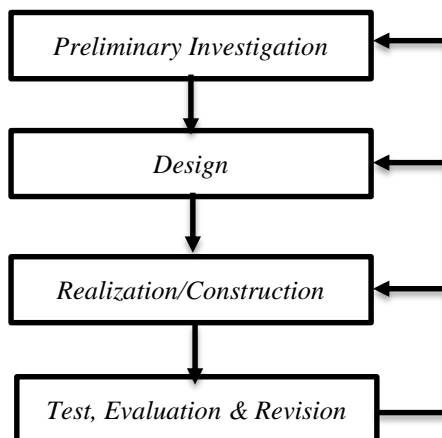 Preliminary Investigation
Design
Realization/Construction
Test, Evaluation & Revision